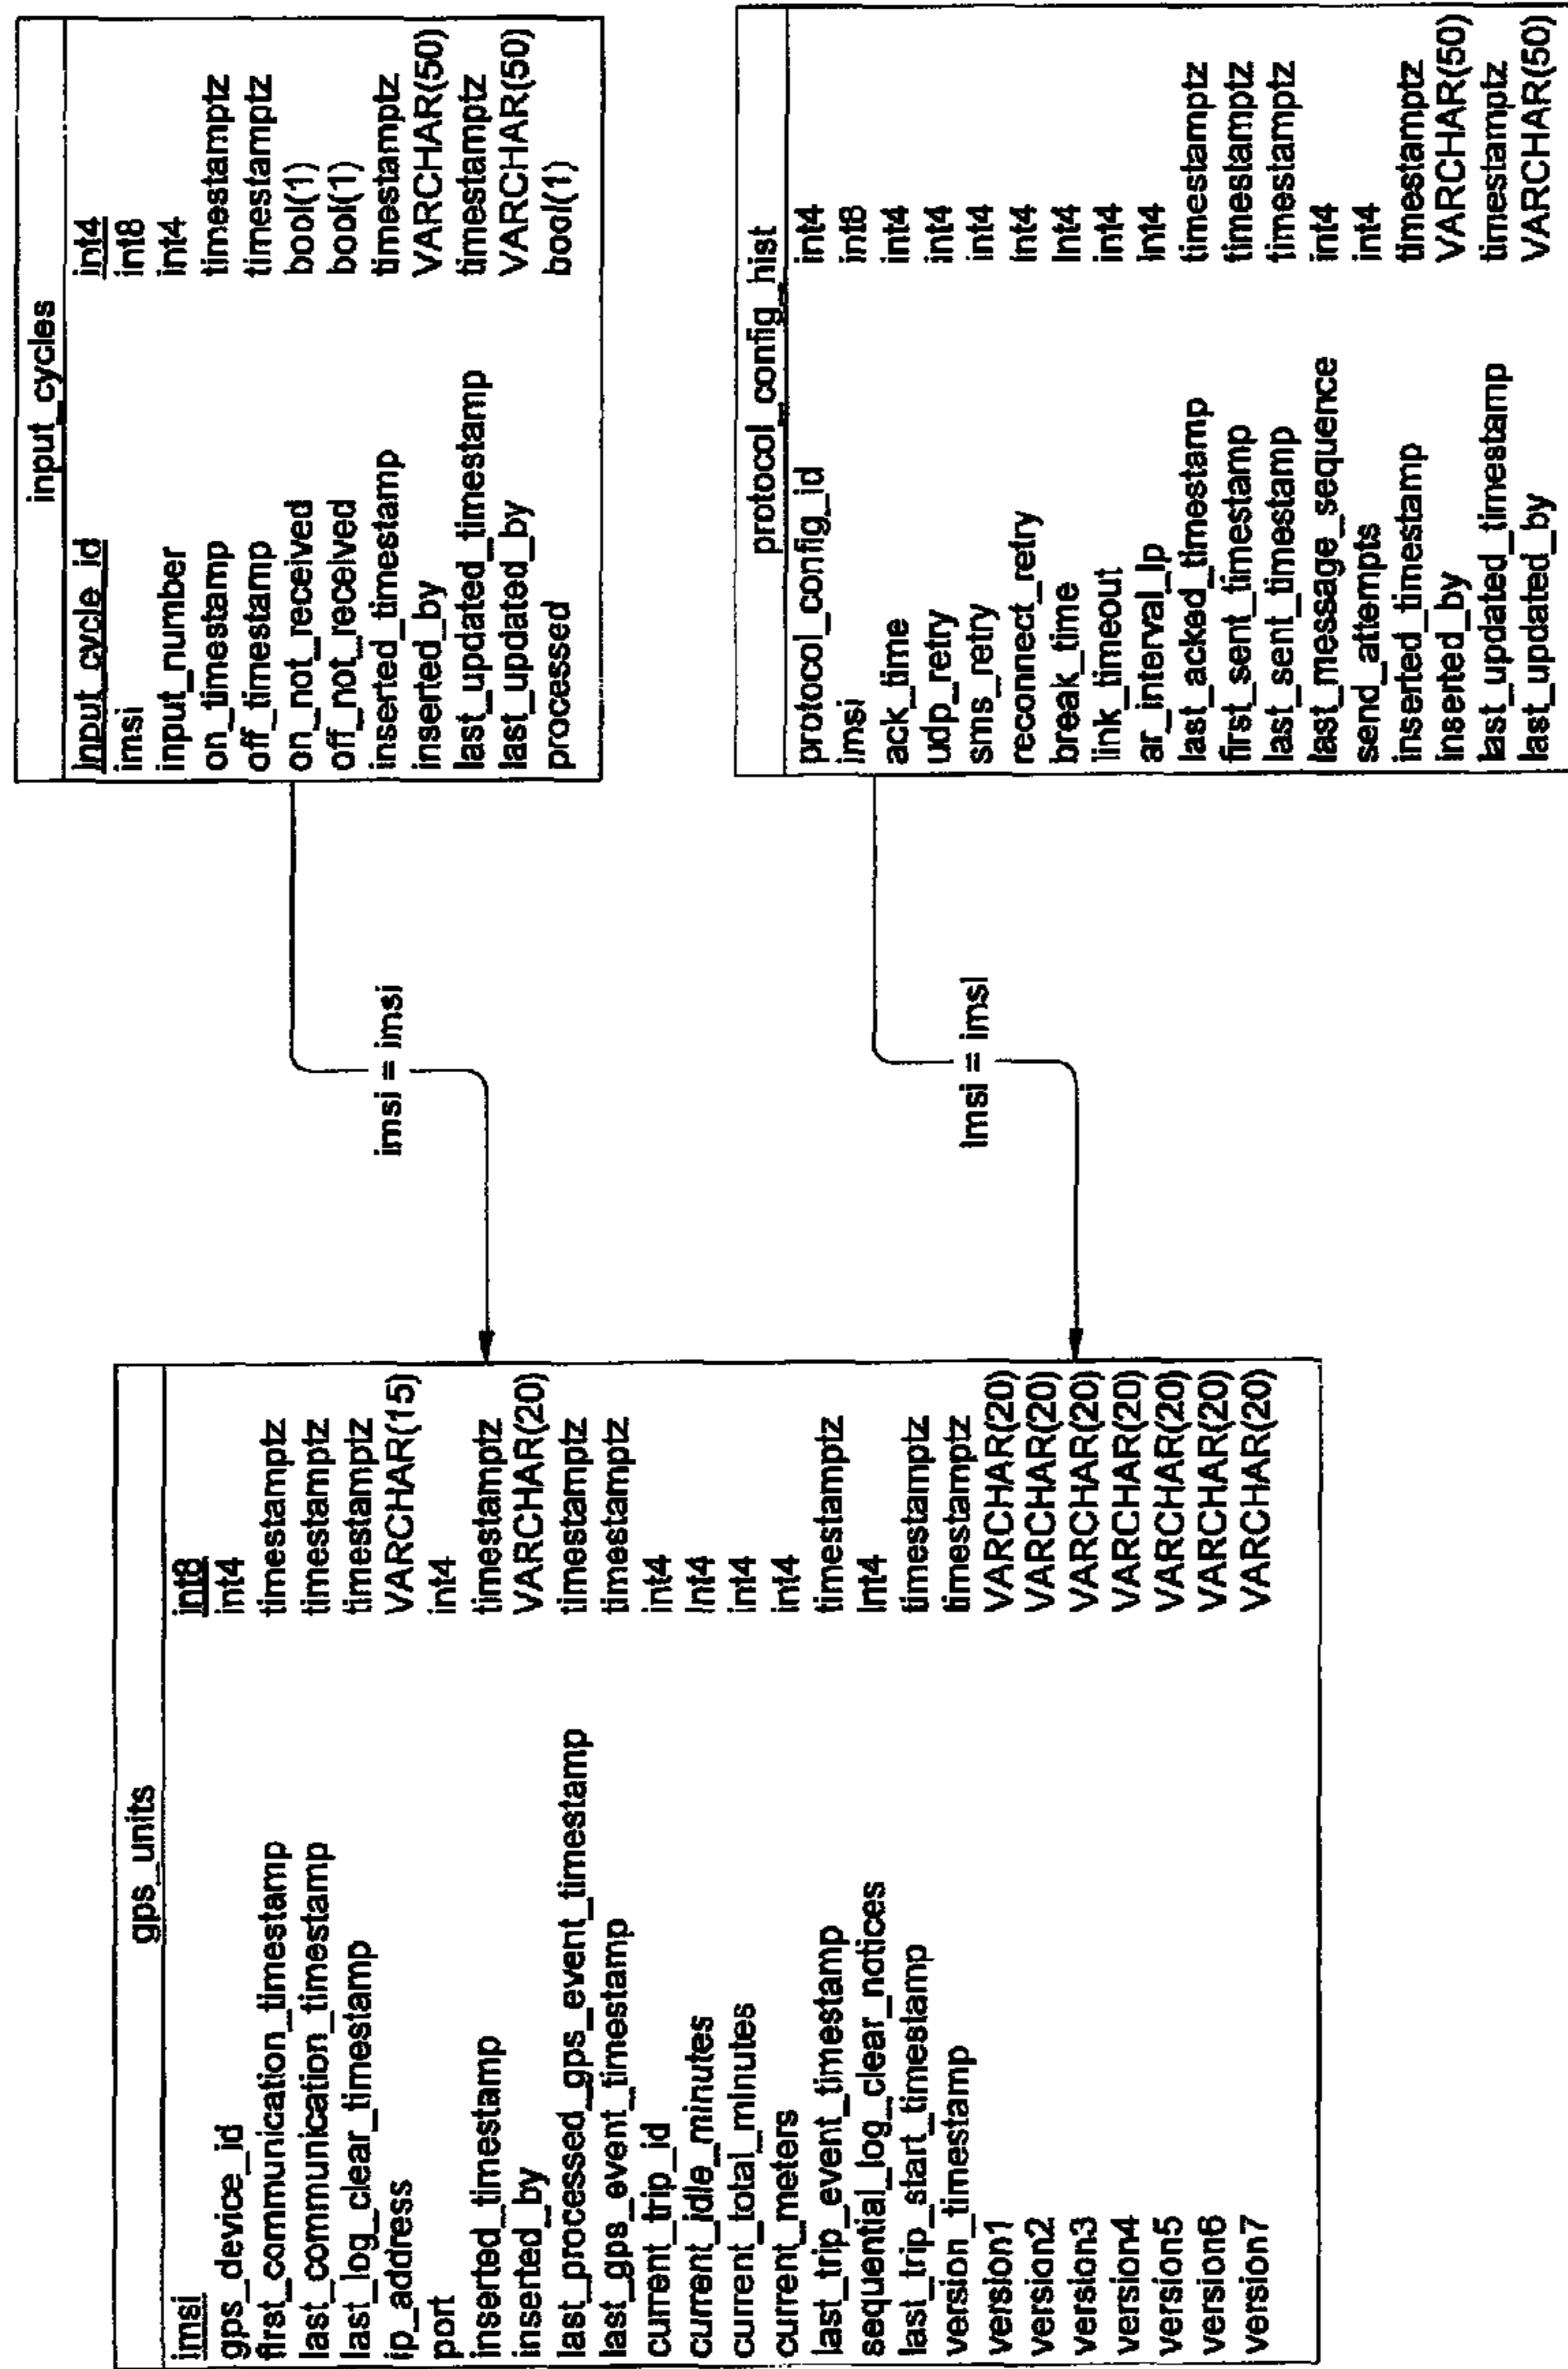 gps_units
imsi int8
gps_device_id int4
first_communication_timestamp timestamptz
last_communication_timestamp timestamptz
last_log_clear_timestamp timestamptz
ip_address VARCHAR(15)
port int4
inserted_timestamp timestamptz
inserted_by VARCHAR(20)
last_processed_gps_event_timestamp timestamptz
last_gps_event_timestamp timestamptz
current_trip_id int4
current_idle_minutes int4
current_total_minutes int4
current_meters int4
last_trip_event_timestamp timestamptz
sequential_log_clear_notices int4
last_trip_start_timestamp timestamptz
version_timestamp timestamptz
version1 VARCHAR(20)
version2 VARCHAR(20)
version3 VARCHAR(20)
version4 VARCHAR(20)
version5 VARCHAR(20)
version6 VARCHAR(20)
version7 VARCHAR(20)
imsi = imsi
imsi = imsi
input_cycles
input_cycle_id int4
imsi int8
input_number int4
on_timestamp timestamptz
off_timestamp timestamptz
on_not_received bool(1)
off_not_received bool(1)
inserted_timestamp timestamptz
inserted_by VARCHAR(50)
last_updated_timestamp timestamptz
last_updated_by VARCHAR(50)
processed bool(1)
protocol_config_hist
protocol_config_id int4
imsi int8
ack_time int4
udp_retry int4
sms_retry int4
reconnect_retry int4
break_time int4
link_timeout int4
ar_interval_ip int4
last_acked_timestamp timestamptz
first_sent_timestamp timestamptz
last_sent_timestamp timestamptz
last_message_sequence int4
send_attempts int4
inserted_timestamp timestamptz
inserted_by VARCHAR(50)
last_updated_timestamp timestamptz
last_updated_by VARCHAR(50)